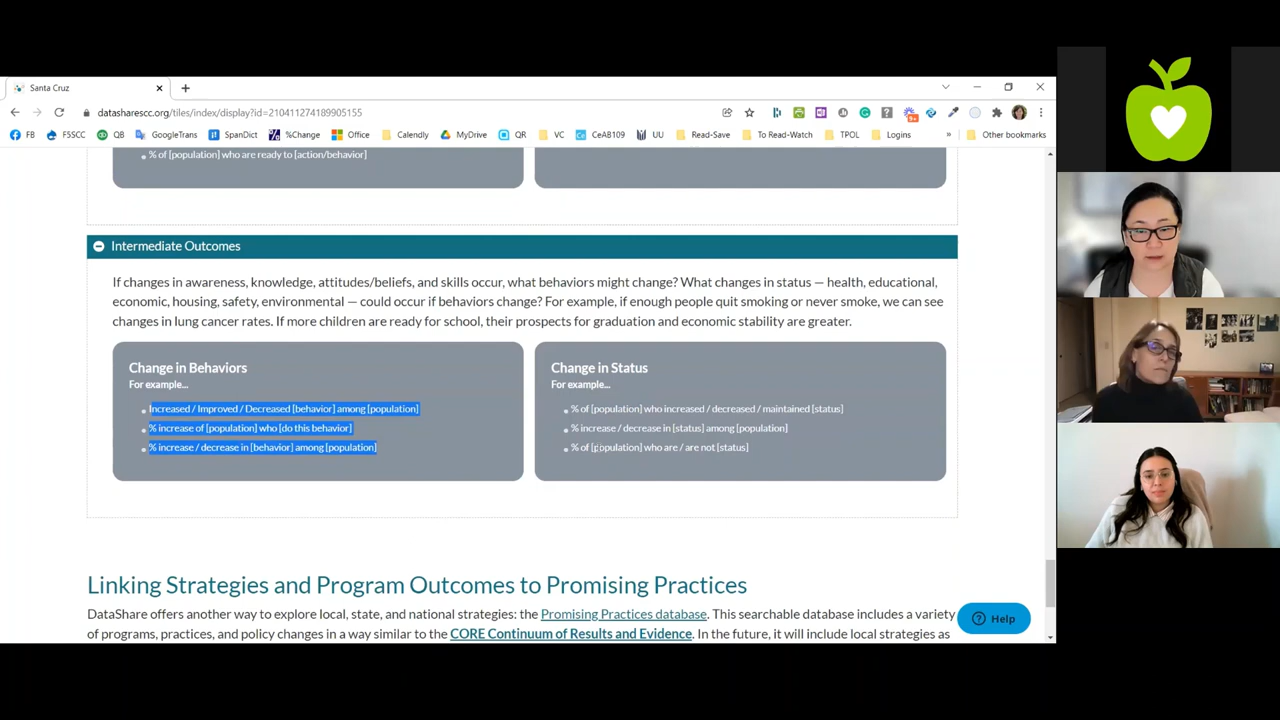 Santa Cruz
datasharescc.org/tiles/index/display?id=210411274189905155
FB
F5SCC
QB
GoogleTrans
SpanDict
%Change
Office
Calendly
MyDrive
QR
VC
CeAB109
UU
Read-Save
To Read-Watch
TPOL
Logins
»
Other bookmarks
% of [population] who are ready to [action/behavior]
Intermediate Outcomes
If changes in awareness, knowledge, attitudes/beliefs, and skills occur, what behaviors might change? What changes in status — health, educational,
economic, housing, safety, environmental — could occur if behaviors change? For example, if enough people quit smoking or never smoke, we can see
changes in lung cancer rates. If more children are ready for school, their prospects for graduation and economic stability are greater.
Change in Behaviors
For example...
Increased / Improved / Decreased [behavior] among [population]
% increase of [population] who [do this behavior]
% increase / decrease in [behavior] among [population]
Change in Status
For example...
% of [population] who increased / decreased / maintained [status]
% increase / decrease in [status] among [population]
% of [population] who are / are not [status]
Linking Strategies and Program Outcomes to Promising Practices
DataShare offers another way to explore local, state, and national strategies: the Promising Practices database. This searchable database includes a variety
of programs, practices, and policy changes in a way similar to the CORE Continuum of Results and Evidence. In the future, it will include local strategies as
Help